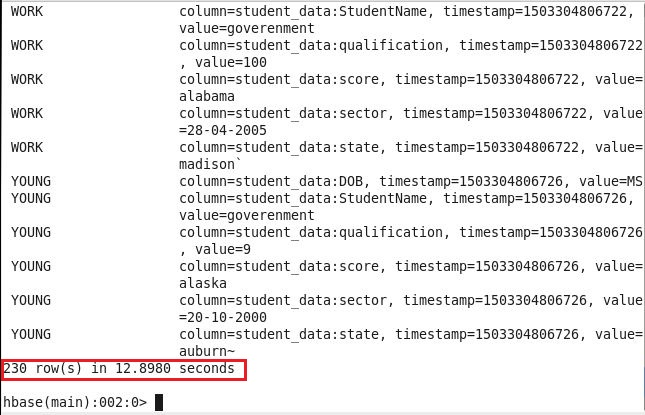 WORK column=student_data:StudentName, timestamp=1503304806722,
value=goverenment
WORK column=student_data:qualification, timestamp=1503304806722
, value=100
WORK column=student_data:score, timestamp=1503304806722, value=
alabama
WORK column=student_data:sector, timestamp=1503304806722, value
=28-04-2005
WORK column=student_data:state, timestamp=1503304806722, value=
madison`
YOUNG column=student_data:DOB, timestamp=1503304806726, value=MS
YOUNG column=student_data:StudentName, timestamp=1503304806726,
value=goverenment
YOUNG column=student_data:qualification, timestamp=1503304806726
, value=9
YOUNG column=student_data:score, timestamp=1503304806726, value=
alaska
YOUNG column=student_data:sector, timestamp=1503304806726, value
=20-10-2000
YOUNG column=student_data:state, timestamp=1503304806726, value=
auburn~
230 row(s) in 12.8980 seconds
hbase(main):002:0>